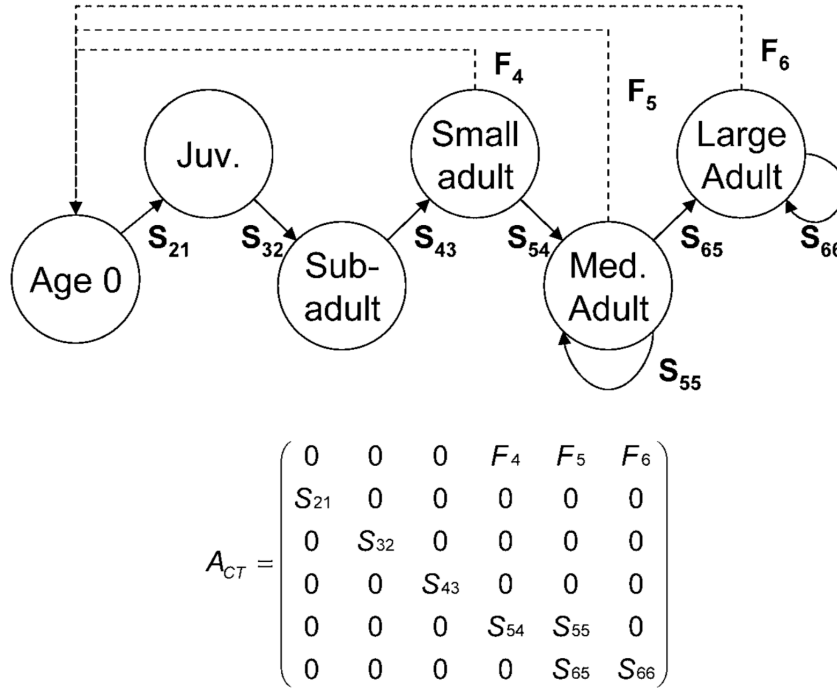 F₄
F₅
F₆
Juv.
Small
adult
Large
Adult
S₂₁
S₃₂
S₄₃
S₅₄
S₆₅
S₆₆
Age 0
Sub-
adult
Med.
Adult
S₅₅
0 0 0 F₄ F₅ F₆
S₂₁ 0 0 0 0 0
0 S₃₂ 0 0 0 0
A_CT = 0 0 S₄₃ 0 0 0
0 0 0 S₅₄ S₅₅ 0
0 0 0 0 S₆₅ S₆₆